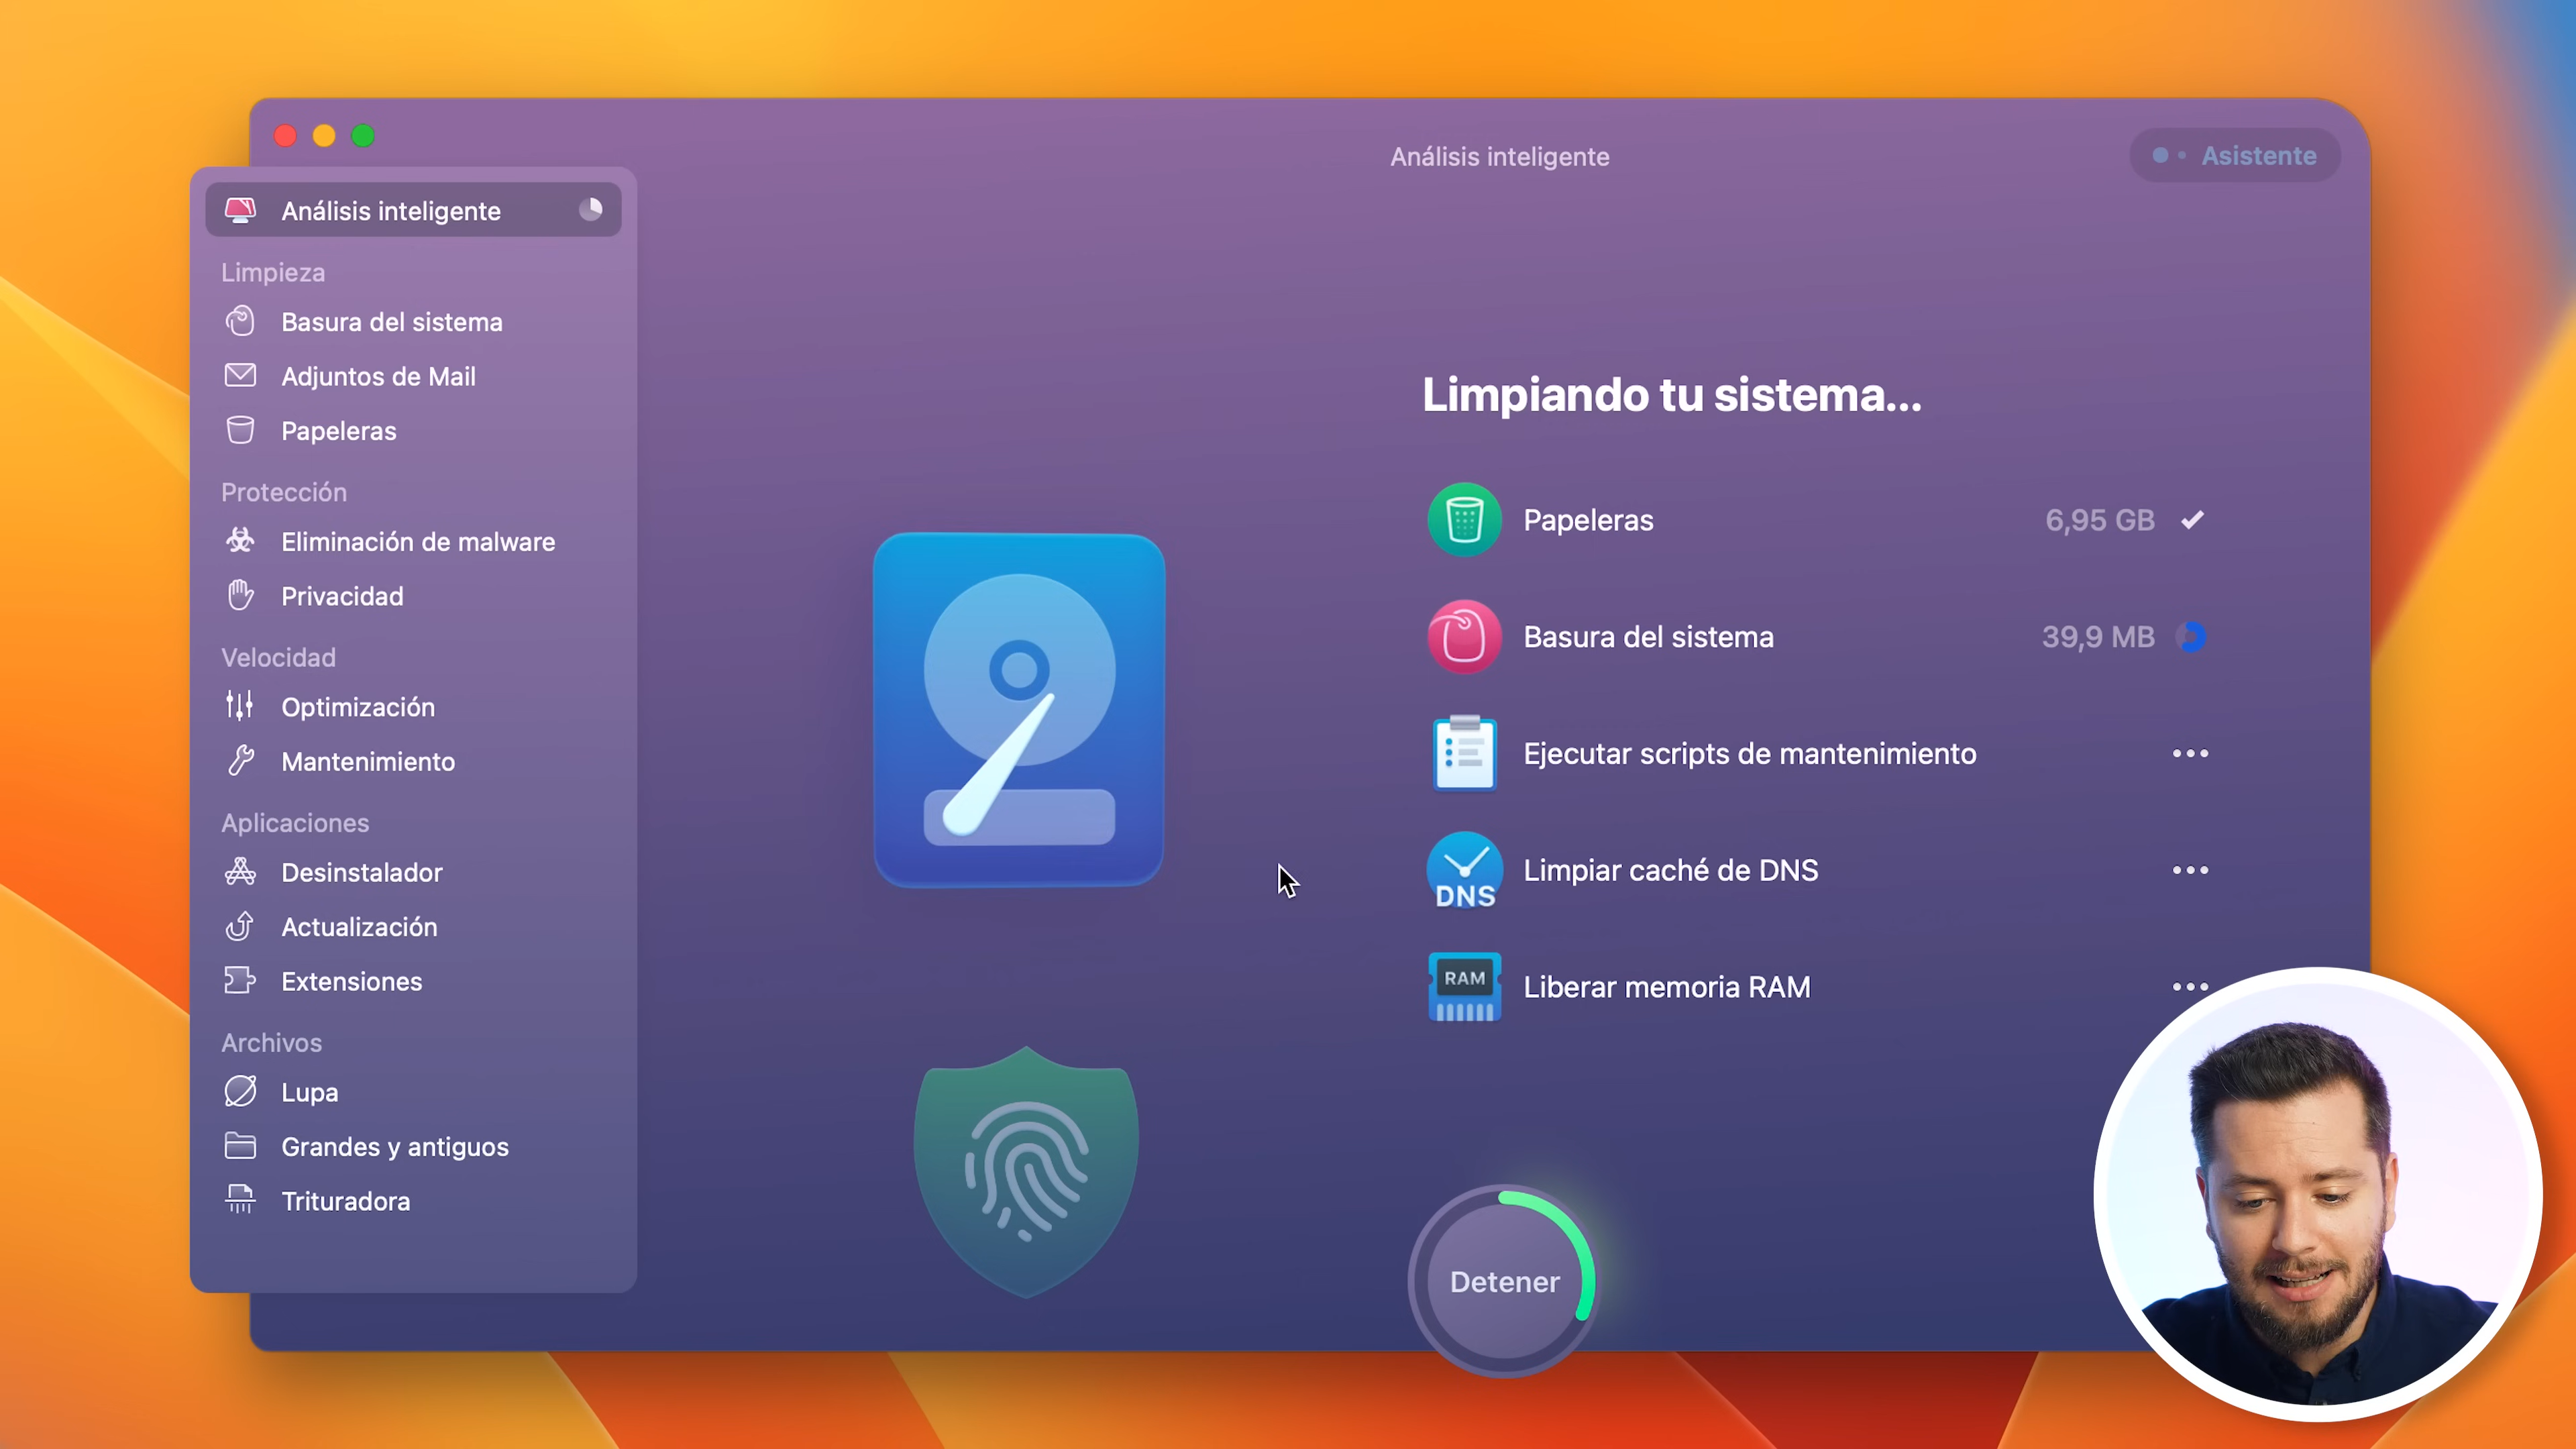 Análisis inteligente
Asistente
Análisis inteligente
Limpieza
Basura del sistema
Adjuntos de Mail
Papeleras
Protección
Eliminación de malware
Privacidad
Velocidad
Optimización
Mantenimiento
Aplicaciones
Desinstalador
Actualización
Extensiones
Archivos
Lupa
Grandes y antiguos
Trituradora
Limpiando tu sistema...
Papeleras 6,95 GB
Basura del sistema 39,9 MB
Ejecutar scripts de mantenimiento
DNS Limpiar caché de DNS
RAM Liberar memoria RAM
Detener